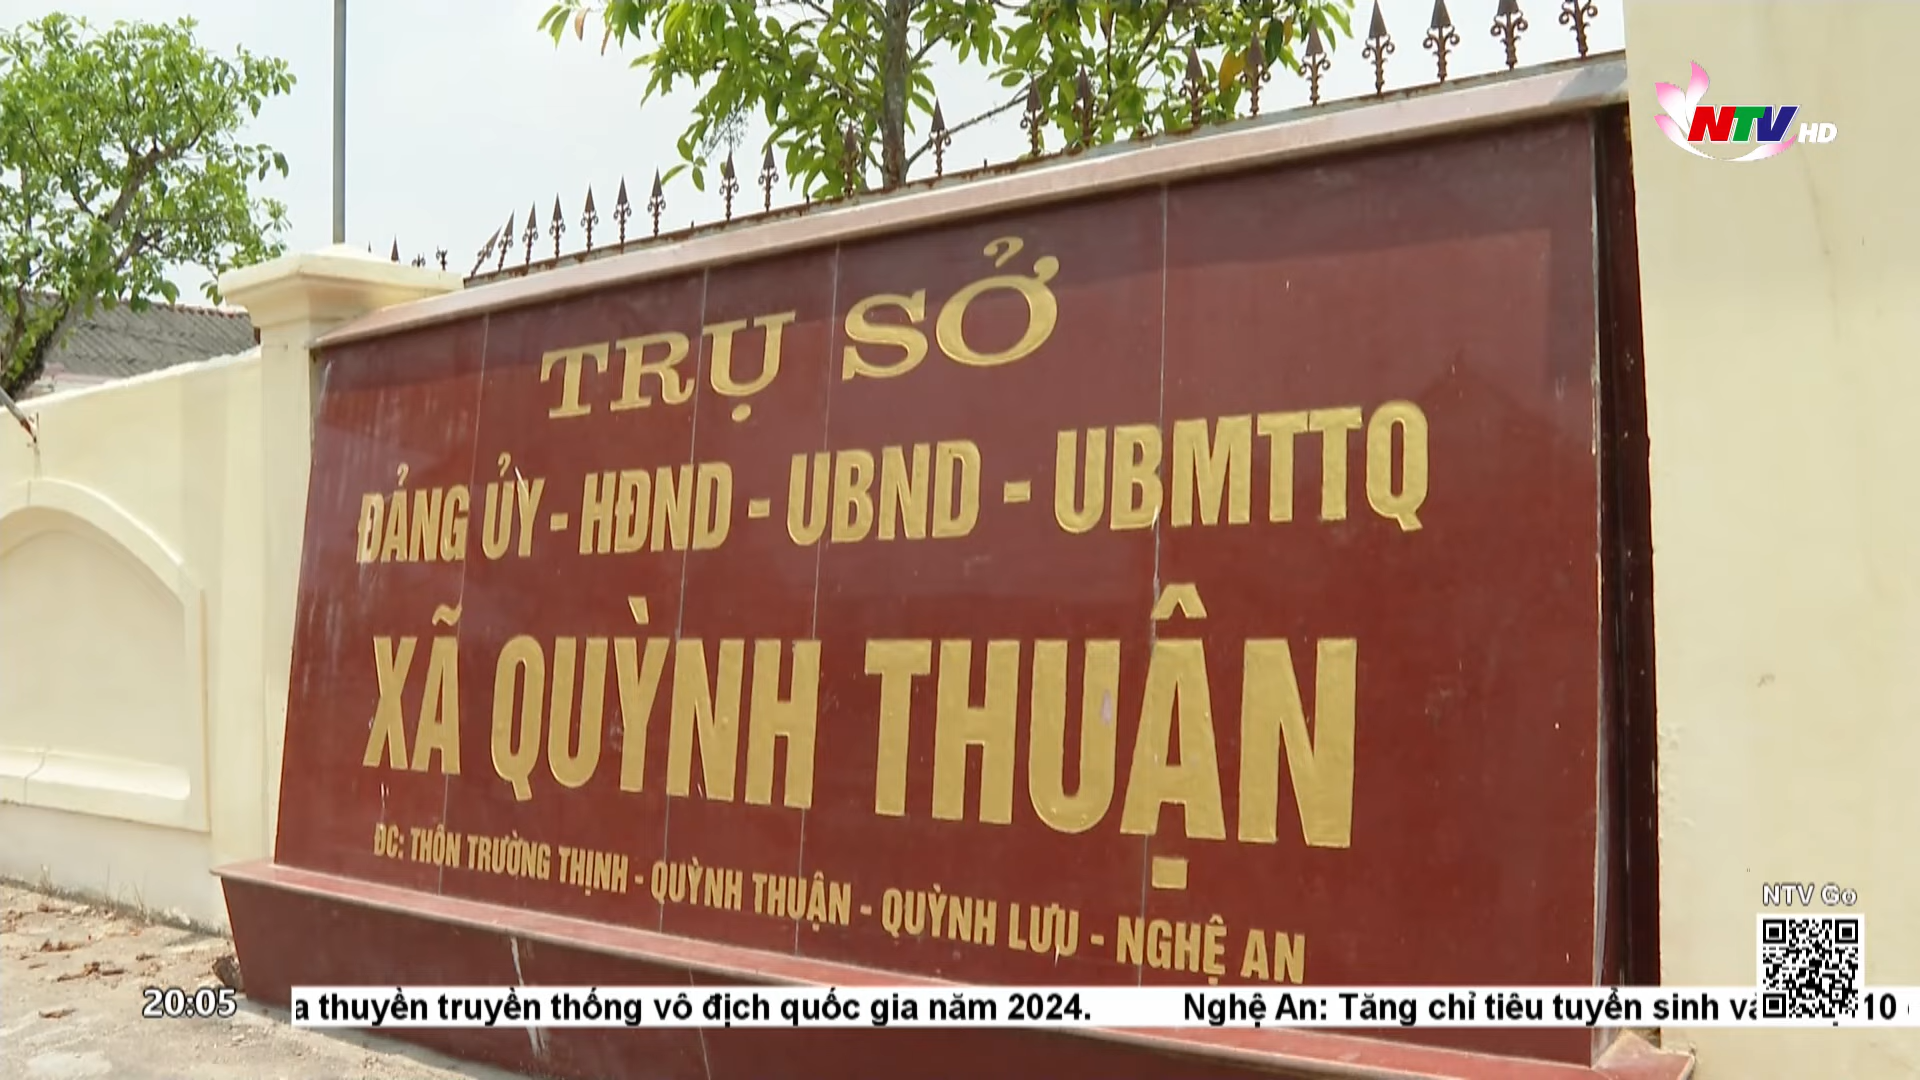 NTV HD
TRỤ SỞ
ĐẢNG ỦY - HĐND - UBND - UBMTTQ
XÃ QUỲNH THUẬN
ĐC: THÔN TRƯỜNG THỊNH - QUỲNH THUẬN - QUỲNH LƯU - NGHỆ AN
NTV Go
20:05
a thuyền truyền thống vô địch quốc gia năm 2024. Nghệ An: Tăng chỉ tiêu tuyển sinh và 10